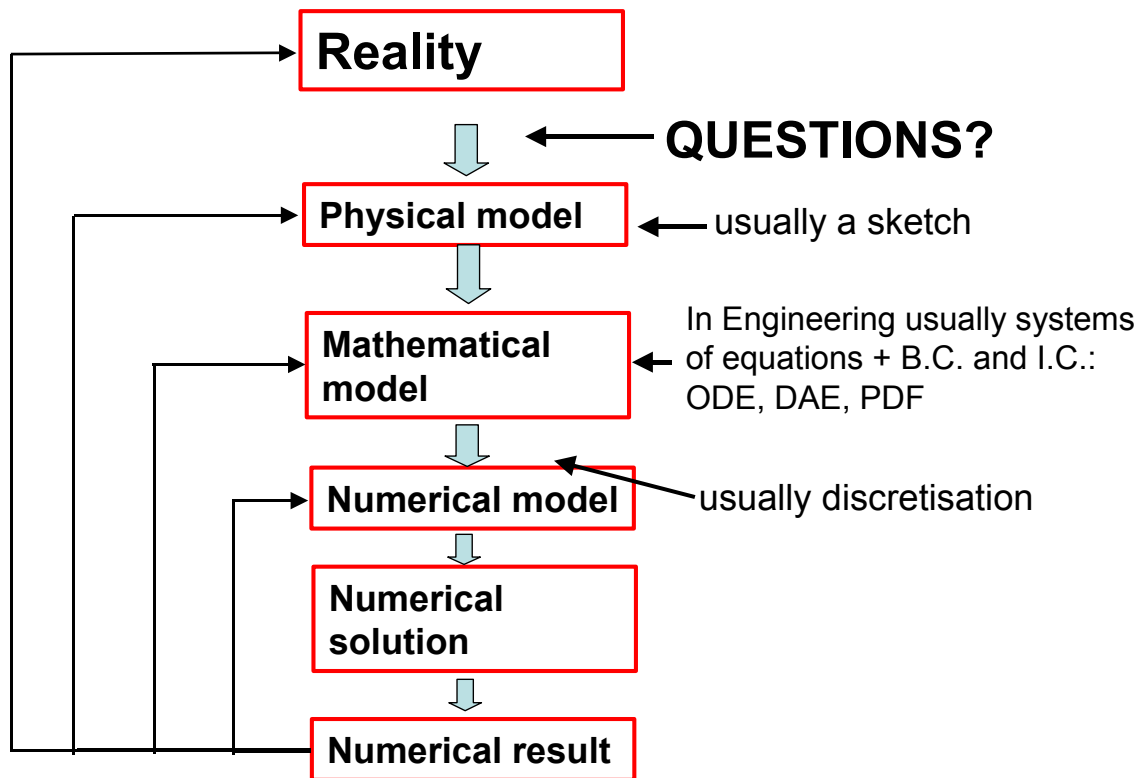 Reality
QUESTIONS?
Physical model
usually a sketch
Mathematical
model
In Engineering usually systems
of equations + B.C. and I.C.:
ODE, DAE, PDF
Numerical model
usually discretisation
Numerical
solution
Numerical result